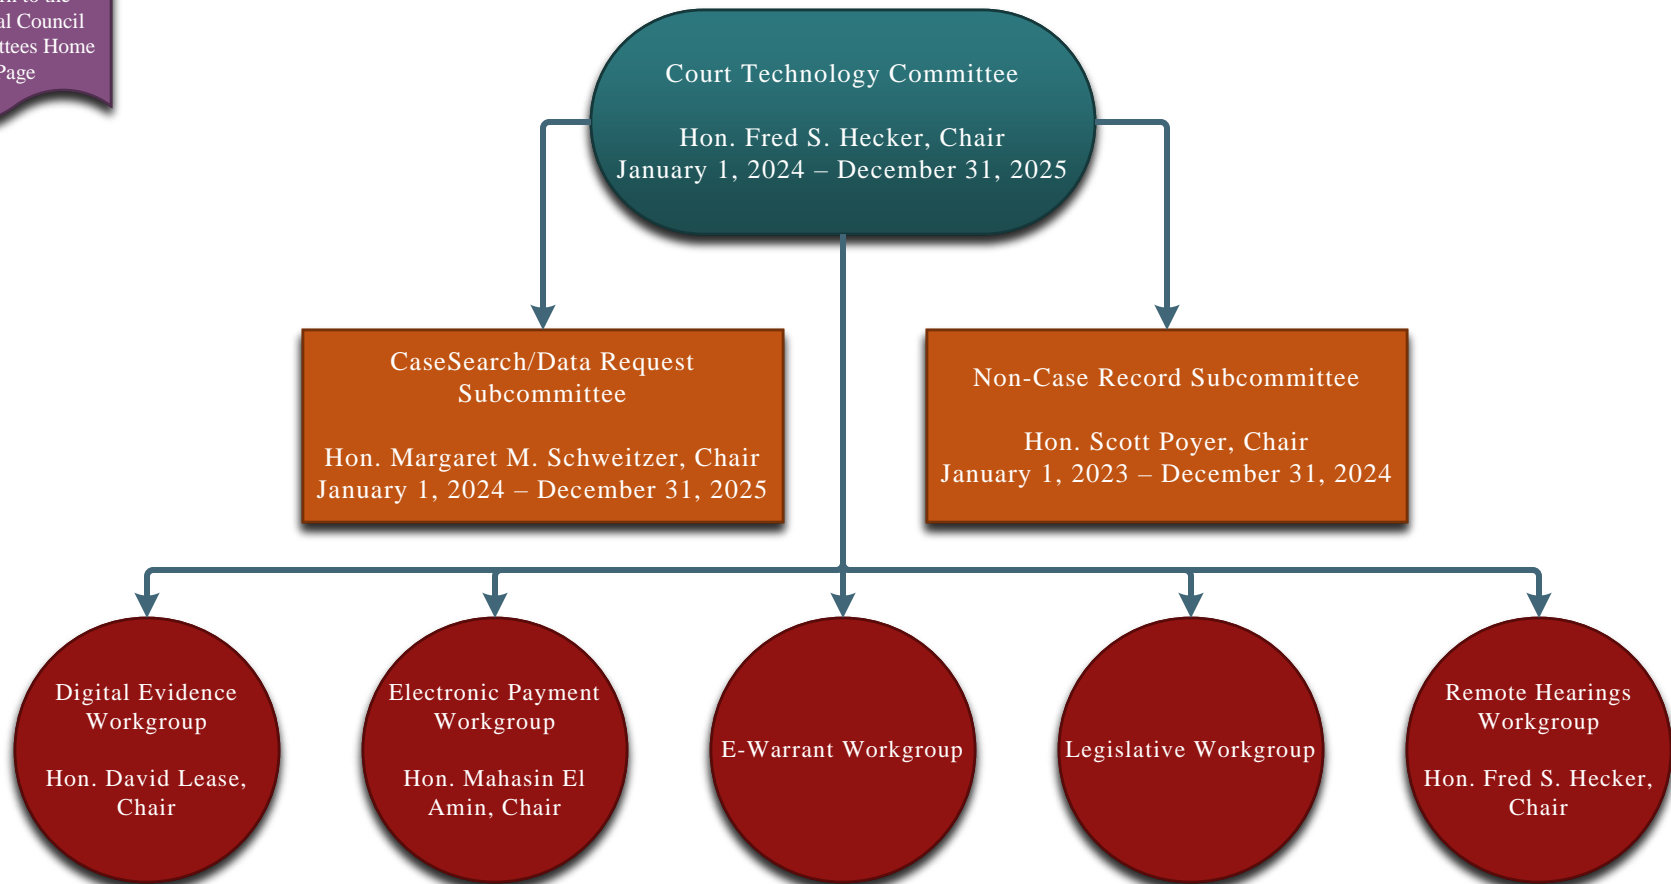 to the
al Council
ttees Home
Page
Court Technology Committee
Hon. Fred S. Hecker, Chair
January 1, 2024 – December 31, 2025
CaseSearch/Data Request
Subcommittee
Hon. Margaret M. Schweitzer, Chair
January 1, 2024 – December 31, 2025
Non-Case Record Subcommittee
Hon. Scott Poyer, Chair
January 1, 2023 – December 31, 2024
Digital Evidence
Workgroup
Hon. David Lease,
Chair
Electronic Payment
Workgroup
Hon. Mahasin El
Amin, Chair
E-Warrant Workgroup
Legislative Workgroup
Remote Hearings
Workgroup
Hon. Fred S. Hecker,
Chair